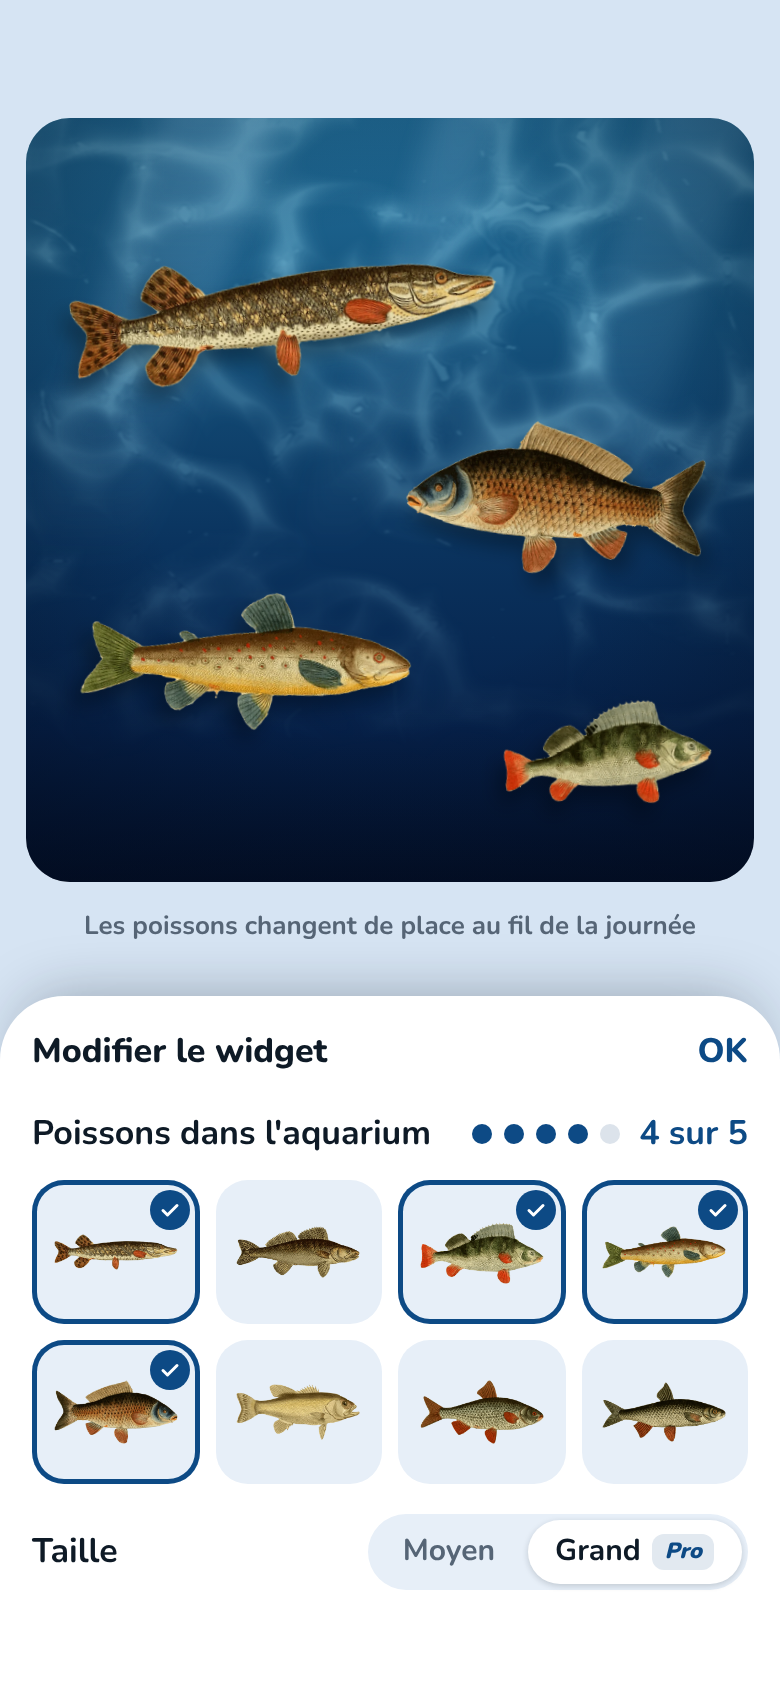 Les poissons changent de place au fil de la journée
Modifier le widget OK
Poissons dans l'aquarium 4 sur 5
Taille Moyen Grand Pro